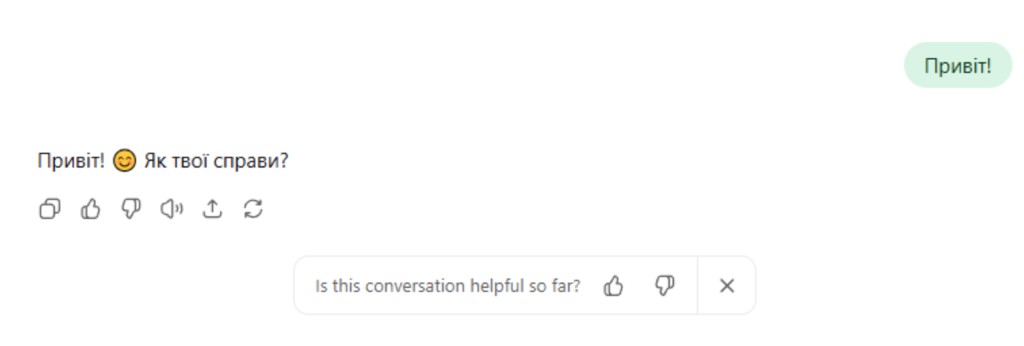 Привіт!
Привіт! 😊 Як твої справи?
Is this conversation helpful so far?